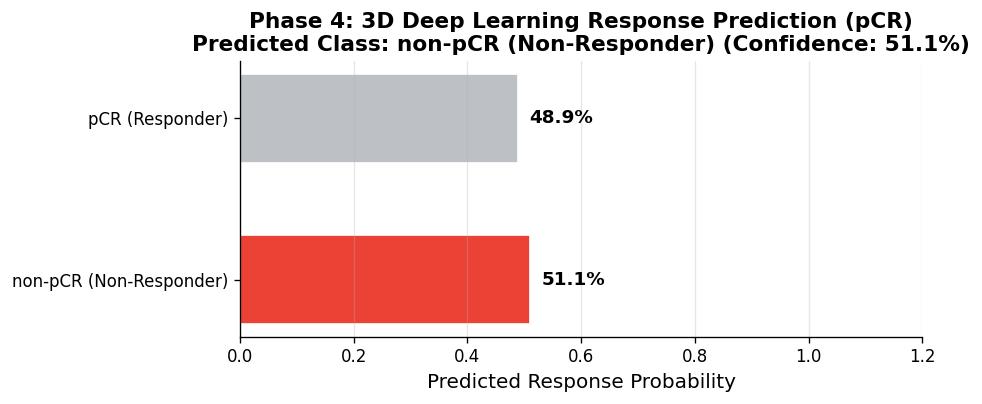 Phase 4: 3D Deep Learning Response Prediction (pCR)
Predicted Class: non-pCR (Non-Responder) (Confidence: 51.1%)
pCR (Responder)
48.9%
non-pCR (Non-Responder)
51.1%
0.0 0.2 0.4 0.6 0.8 1.0 1.2
Predicted Response Probability